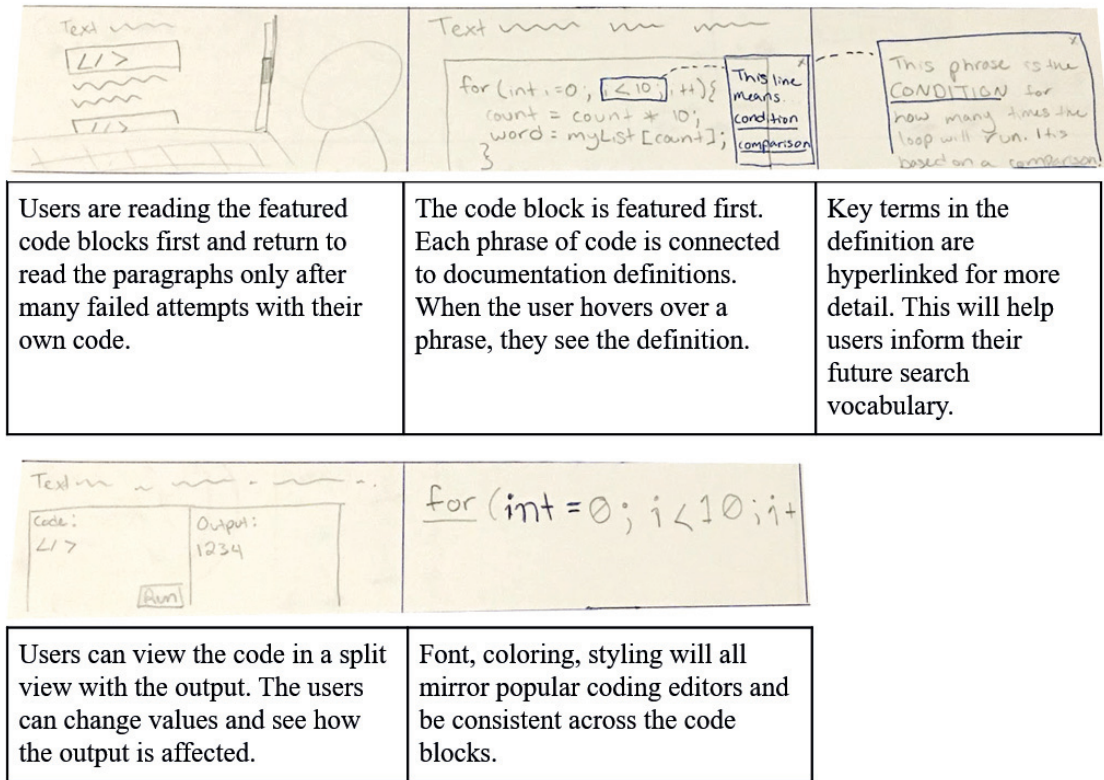 Text
</>
</>
Text
for (int i=0; i<10; i++){
count = count * 10;
word = myList[count];
}
x
This line
means...
condition
comparison
x
This phrase is the
CONDITION for
how many times the
loop will run. It is
based on a comparison.
Users are reading the featured
code blocks first and return to
read the paragraphs only after
many failed attempts with their
own code.
The code block is featured first.
Each phrase of code is connected
to documentation definitions.
When the user hovers over a
phrase, they see the definition.
Key terms in the
definition are
hyperlinked for more
detail. This will help
users inform their
future search
vocabulary.
Text
Code:
</>
Run
Output:
1234
for (int = 0; i<10; i+
Users can view the code in a split
view with the output. The users
can change values and see how
the output is affected.
Font, coloring, styling will all
mirror popular coding editors and
be consistent across the code
blocks.